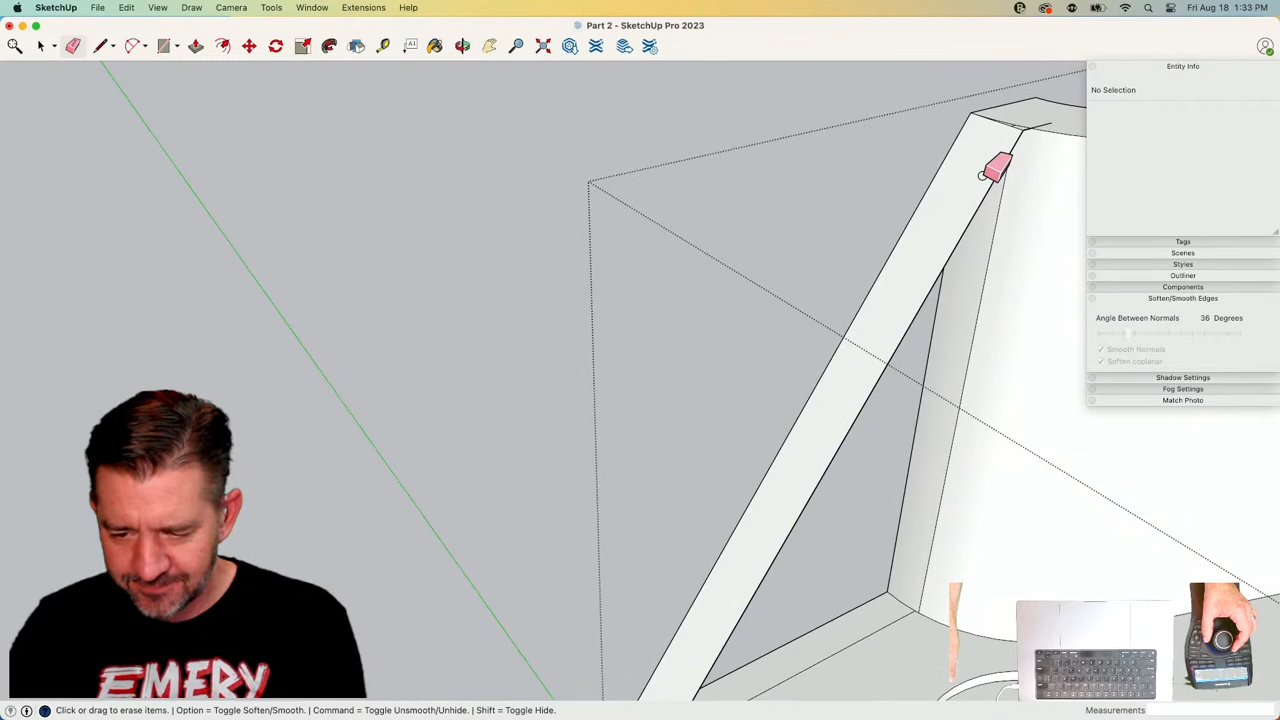 SketchUp File Edit View Draw Camera Tools Window Extensions Help
Fri Aug 18 1:33 PM
Part 2 - SketchUp Pro 2023
A1
Entity Info
No Selection
Tags
Scenes
Styles
Outliner
Components
Soften/Smooth Edges
Angle Between Normals 36 Degrees
Smooth Normals
Soften coplanar
Shadow Settings
Fog Settings
Match Photo
EMERY
Click or drag to erase items. | Option = Toggle Soften/Smooth. | Command = Toggle Unsmooth/Unhide. | Shift = Toggle Hide.
Measurements